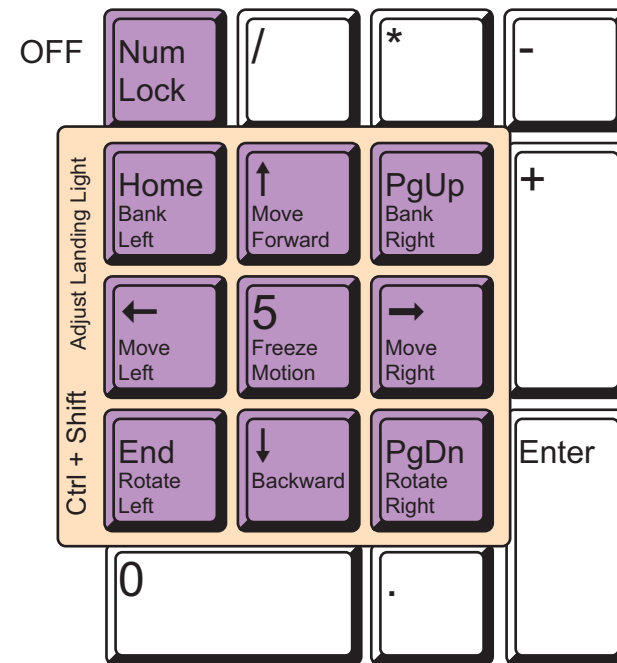 OFF
Num
Lock
/
*
-
Adjust Landing Light
Ctrl + Shift
Home
Bank
Left
↑
Move
Forward
PgUp
Bank
Right
+
←
Move
Left
5
Freeze
Motion
→
Move
Right
End
Rotate
Left
↓
Backward
PgDn
Rotate
Right
Enter
0
.